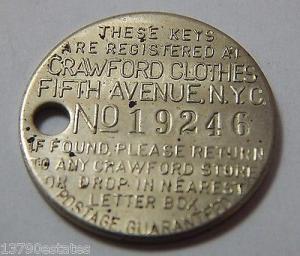 THESE KEYS
ARE REGISTERED AT
CRAWFORD CLOTHES
FIFTH AVENUE, N.Y.C.
No 19246
IF FOUND, PLEASE RETURN
TO ANY CRAWFORD STORE
OR DROP IN NEAREST
LETTER BOX
POSTAGE GUARANTEED
13790estates